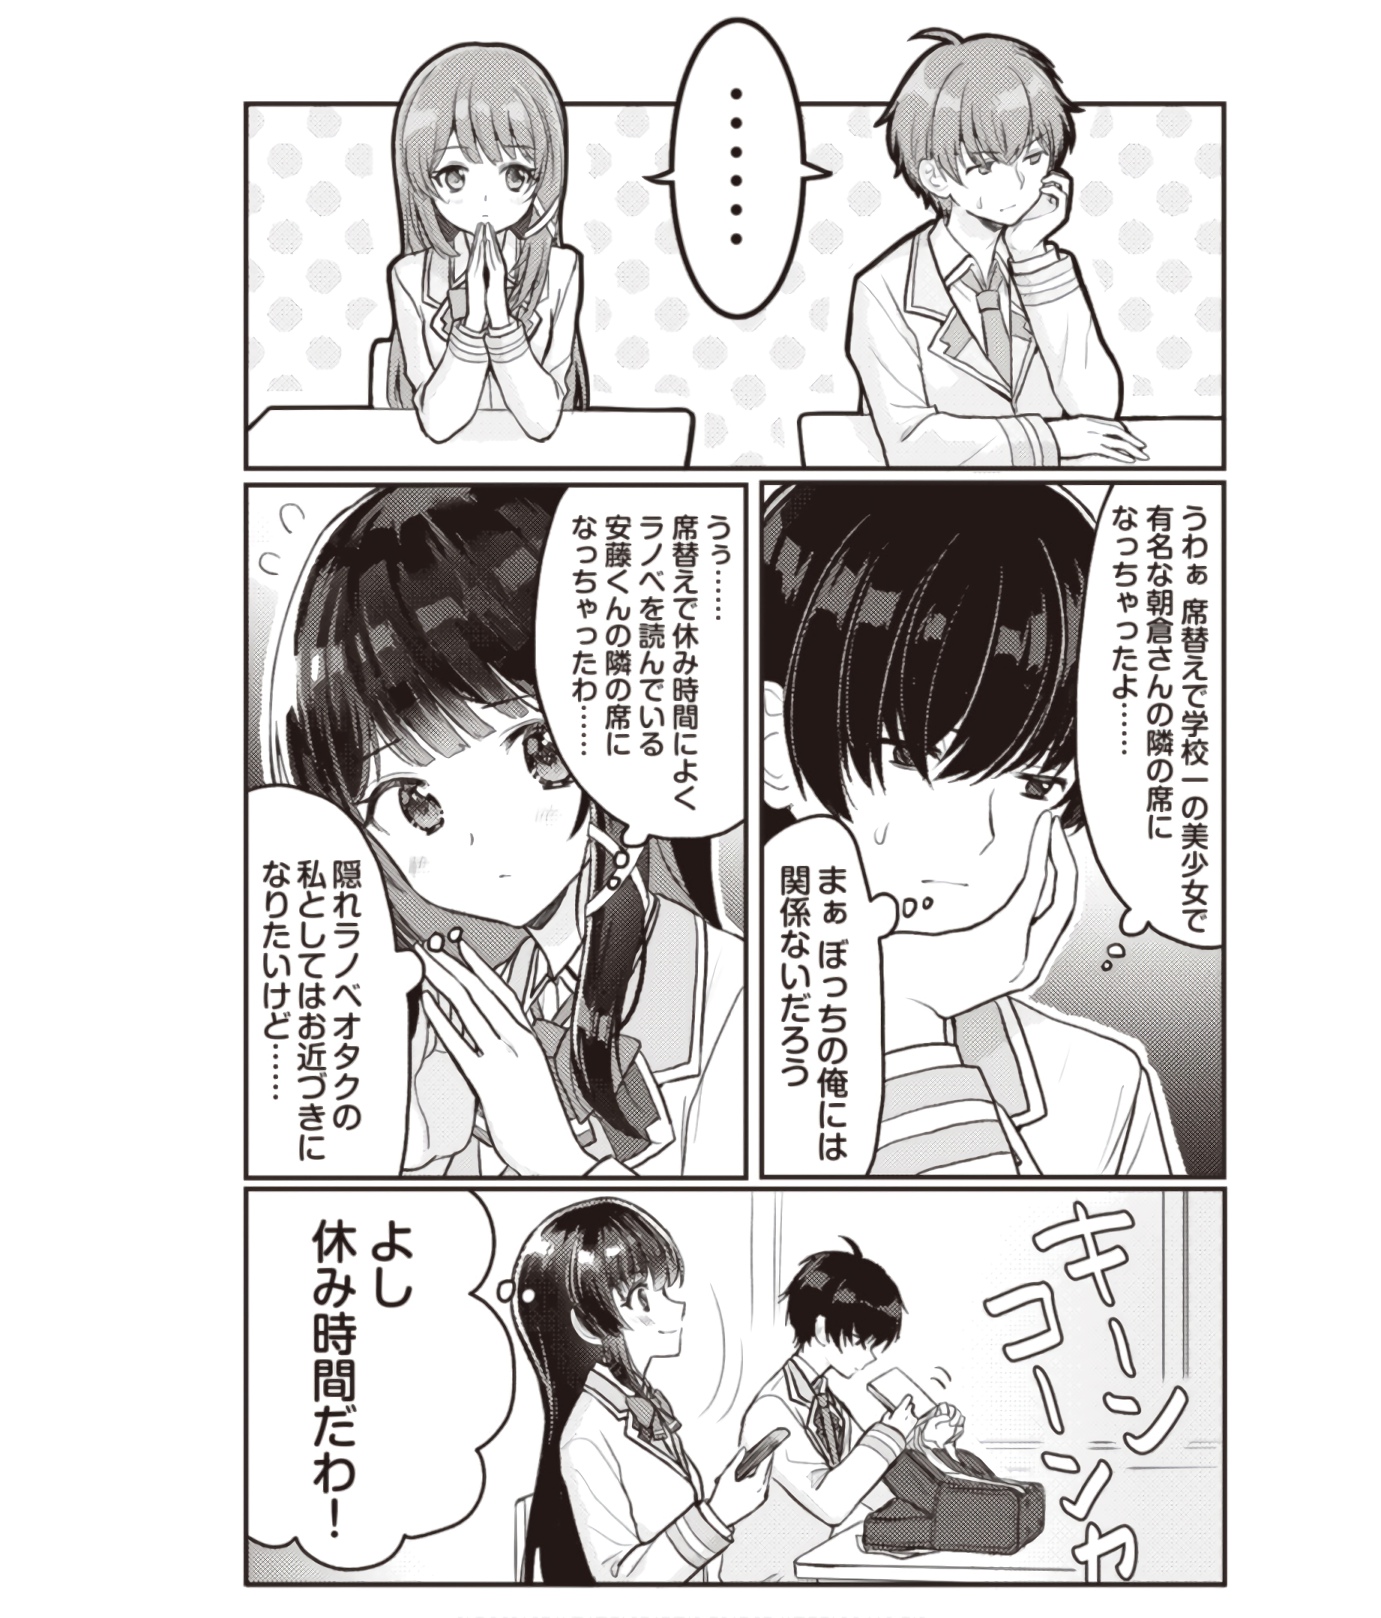 ・・・・・・
うわぁ 席替えで学校一の美少女で
有名な朝倉さんの隣の席に
なっちゃったよ……
まぁ ぼっちの俺には
関係ないだろう
うぅ……
席替えで休み時間によく
ラノベを読んでいる
安藤くんの隣の席に
なっちゃったわ……
隠れラノベオタクの
私としてはお近づきに
なりたいけど……
キーン
コーンカ
よし
休み時間だわ！